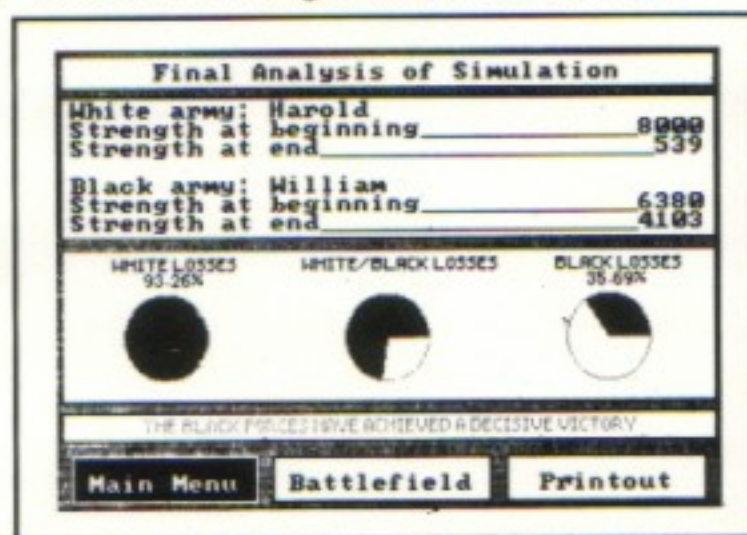 Final Analysis of Simulation
White army: Harold
Strength at beginning 8000
Strength at end 539
Black army: William
Strength at beginning 6380
Strength at end 4103
WHITE LOSSES WHITE/BLACK LOSSES BLACK LOSSES
93.26% 35.69%
THE BLACK FORCES HAVE ACHIEVED A DECISIVE VICTORY
Main Menu Battlefield Printout